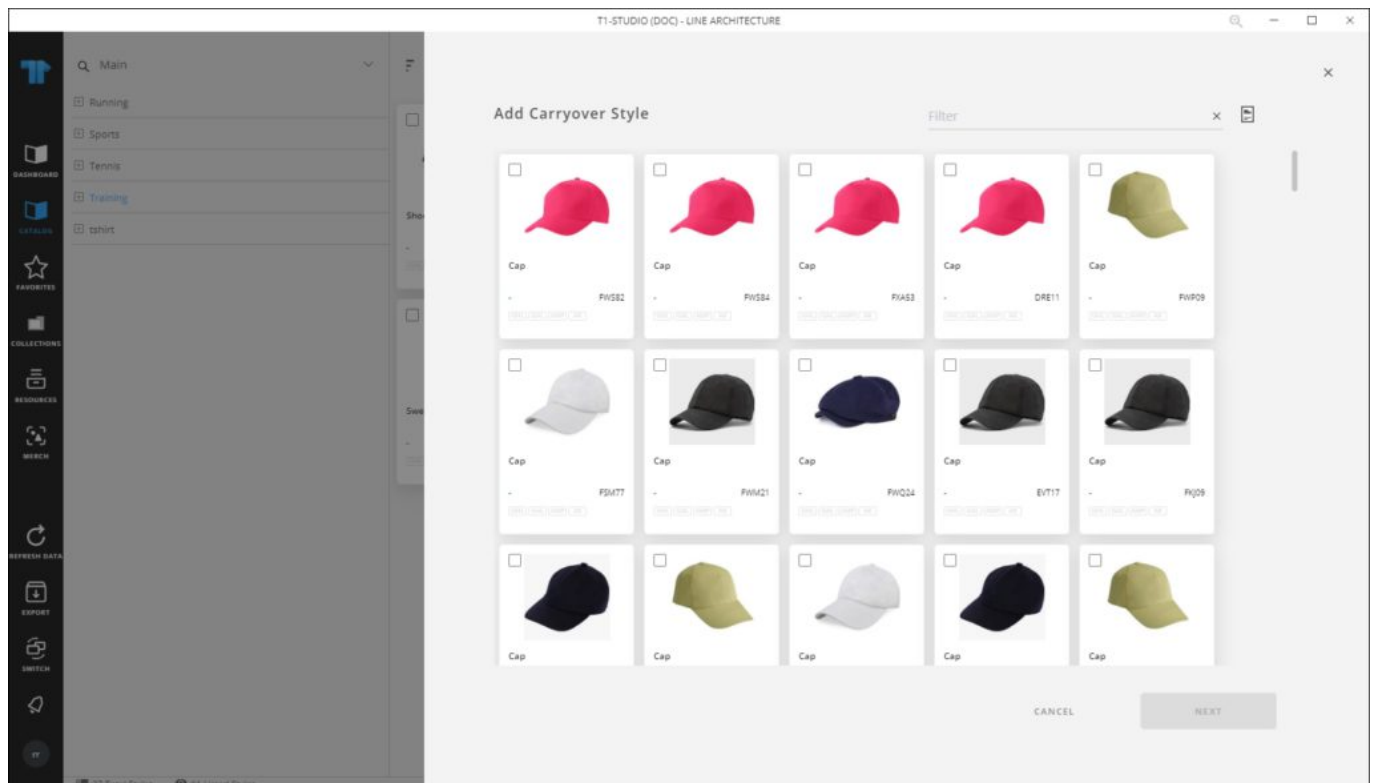 T1-STUDIO (DOC) - LINE ARCHITECTURE
Main
Running
Sports
Tennis
Training
tshirt
DASHBOARD
CATALOG
FAVORITES
COLLECTIONS
RESOURCES
MERCH
REFRESH DATA
EXPORT
SWITCH
Add Carryover Style
Filter
Cap
Cap
Cap
Cap
Cap
- FWS82
- FWS84
- FXA53
- DRE11
- FWP09
Cap
Cap
Cap
Cap
Cap
- FSM77
- FWM21
- FWQ24
- EVT17
- FKJ09
Cap
Cap
Cap
Cap
Cap
CANCEL
NEXT